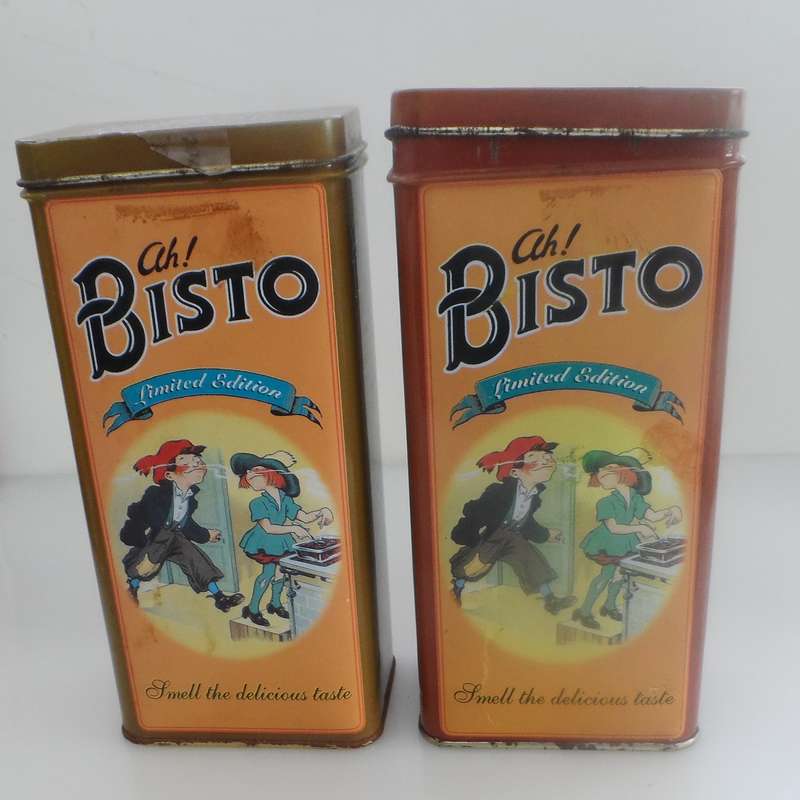 Ah!
BISTO
Limited Edition
Smell the delicious taste
Ah!
BISTO
Limited Edition
Smell the delicious taste